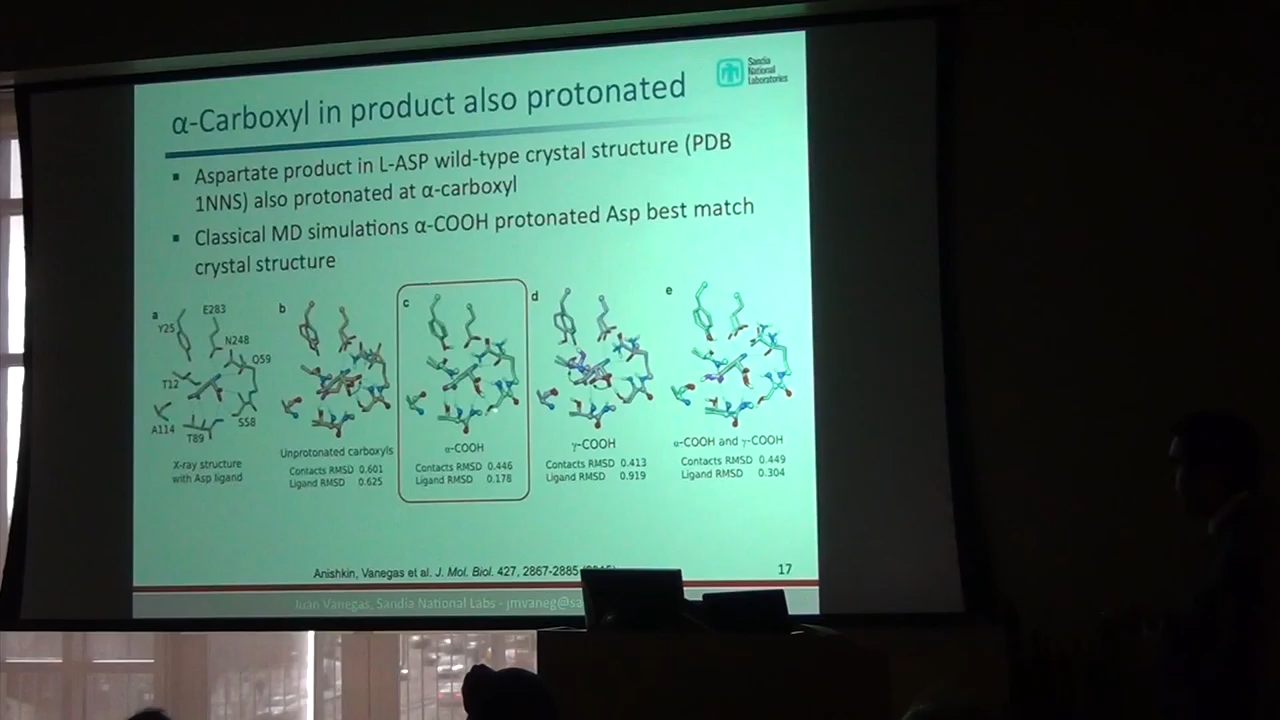 α-Carboxyl in product also protonated
Sandia
National
Laboratories
▪ Aspartate product in L-ASP wild-type crystal structure (PDB
1NNS) also protonated at α-carboxyl
▪ Classical MD simulations α-COOH protonated Asp best match
crystal structure
a
Y25
E283
N248
Q59
T12
A114
T89
S58
X-ray structure
with Asp ligand
b
Unprotonated carboxyls
Contacts RMSD 0.601
Ligand RMSD 0.625
c
α-COOH
Contacts RMSD 0.446
Ligand RMSD 0.178
d
γ-COOH
Contacts RMSD 0.413
Ligand RMSD 0.919
e
α-COOH and γ-COOH
Contacts RMSD 0.449
Ligand RMSD 0.304
Anishkin, Vanegas et al. J. Mol. Biol. 427, 2867-2885
17
Juan Vanegas, Sandia National Labs - jmvaneg@sa